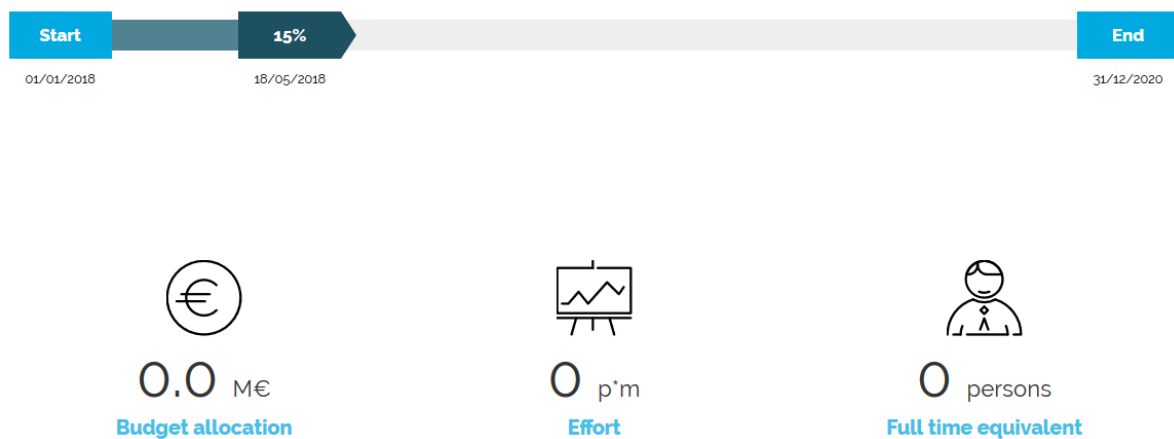 Start 15% End
01/01/2018 18/05/2018 31/12/2020
0.0 M€ 0 p*m 0 persons
Budget allocation Effort Full time equivalent